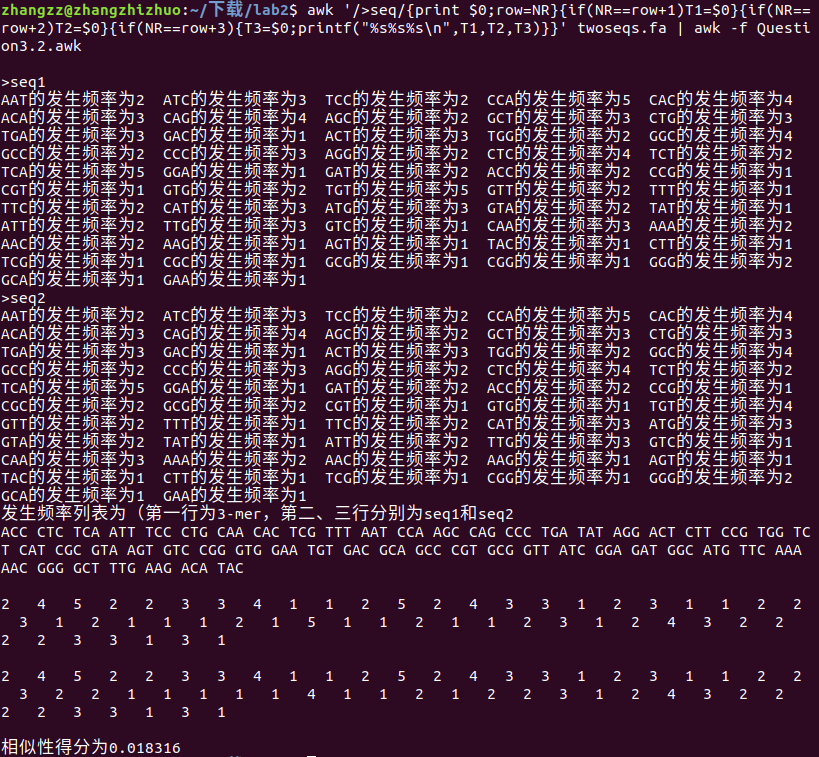 zhangzz@zhangzhizhuo:~/下载/lab2$ awk '/>seq/{print $0;row=NR}{if(NR==row+1)T1=$0}{if(NR==
row+2)T2=$0}{if(NR==row+3){T3=$0;printf("%s%s%s\n",T1,T2,T3)}}' twoseqs.fa | awk -f Questi
on3.2.awk
>seq1
AAT的发生频率为2 ATC的发生频率为3 TCC的发生频率为2 CCA的发生频率为5 CAC的发生频率为4
ACA的发生频率为3 CAG的发生频率为4 AGC的发生频率为2 GCT的发生频率为3 CTG的发生频率为3
TGA的发生频率为3 GAC的发生频率为1 ACT的发生频率为3 TGG的发生频率为2 GGC的发生频率为4
GCC的发生频率为2 CCC的发生频率为3 AGG的发生频率为2 CTC的发生频率为4 TCT的发生频率为2
TCA的发生频率为5 GGA的发生频率为1 GAT的发生频率为2 ACC的发生频率为2 CCG的发生频率为1
CGT的发生频率为1 GTG的发生频率为2 TGT的发生频率为5 GTT的发生频率为2 TTT的发生频率为1
TTC的发生频率为2 CAT的发生频率为3 ATG的发生频率为3 GTA的发生频率为2 TAT的发生频率为1
ATT的发生频率为2 TTG的发生频率为3 GTC的发生频率为1 CAA的发生频率为3 AAA的发生频率为2
AAC的发生频率为2 AAG的发生频率为1 AGT的发生频率为1 TAC的发生频率为1 CTT的发生频率为1
TCG的发生频率为1 CGC的发生频率为1 GCG的发生频率为1 CGG的发生频率为1 GGG的发生频率为2
GCA的发生频率为1 GAA的发生频率为1
>seq2
AAT的发生频率为2 ATC的发生频率为3 TCC的发生频率为2 CCA的发生频率为5 CAC的发生频率为4
ACA的发生频率为3 CAG的发生频率为4 AGC的发生频率为2 GCT的发生频率为3 CTG的发生频率为3
TGA的发生频率为3 GAC的发生频率为1 ACT的发生频率为3 TGG的发生频率为2 GGC的发生频率为4
GCC的发生频率为2 CCC的发生频率为3 AGG的发生频率为2 CTC的发生频率为4 TCT的发生频率为2
TCA的发生频率为5 GGA的发生频率为1 GAT的发生频率为2 ACC的发生频率为2 CCG的发生频率为1
CGC的发生频率为2 GCG的发生频率为2 CGT的发生频率为1 GTG的发生频率为1 TGT的发生频率为4
GTT的发生频率为2 TTT的发生频率为1 TTC的发生频率为2 CAT的发生频率为3 ATG的发生频率为3
GTA的发生频率为2 TAT的发生频率为1 ATT的发生频率为2 TTG的发生频率为3 GTC的发生频率为1
CAA的发生频率为3 AAA的发生频率为2 AAC的发生频率为2 AAG的发生频率为1 AGT的发生频率为1
TAC的发生频率为1 CTT的发生频率为1 TCG的发生频率为1 CGG的发生频率为1 GGG的发生频率为2
GCA的发生频率为1 GAA的发生频率为1
发生频率列表为（第一行为3-mer，第二、三行分别为seq1和seq2
ACC CTC TCA ATT TCC CTG CAA CAC TCG TTT AAT CCA AGC CAG CCC TGA TAT AGG ACT CTT CCG TGG TC
T CAT CGC GTA AGT GTC CGG GTG GAA TGT GAC GCA GCC CGT GCG GTT ATC GGA GAT GGC ATG TTC AAA
AAC GGG GCT TTG AAG ACA TAC
2 4 5 2 2 3 3 4 1 1 2 5 2 4 3 3 1 2 3 1 1 2 2
3 1 2 1 1 1 2 1 5 1 1 2 1 1 2 3 1 2 4 3 2 2
2 2 3 3 1 3 1
2 4 5 2 2 3 3 4 1 1 2 5 2 4 3 3 1 2 3 1 1 2 2
3 2 2 1 1 1 1 1 4 1 1 2 1 2 2 3 1 2 4 3 2 2
2 2 3 3 1 3 1
相似性得分为0.018316